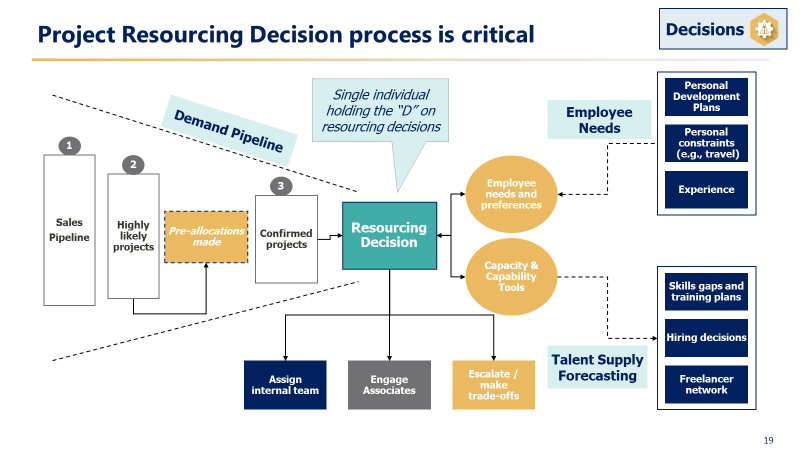 Project Resourcing Decision process is critical
Decisions
Single individual
holding the “D” on
resourcing decisions
Demand Pipeline
Employee
Needs
Personal
Development
Plans
Personal
constraints
(e.g., travel)
Experience
1
Sales
Pipeline
2
Highly
likely
projects
Pre-allocations
made
3
Confirmed
projects
Resourcing
Decision
Employee
needs and
preferences
Capacity &
Capability
Tools
Skills gaps and
training plans
Hiring decisions
Freelancer
network
Talent Supply
Forecasting
Assign
internal team
Engage
Associates
Escalate /
make
trade-offs
19